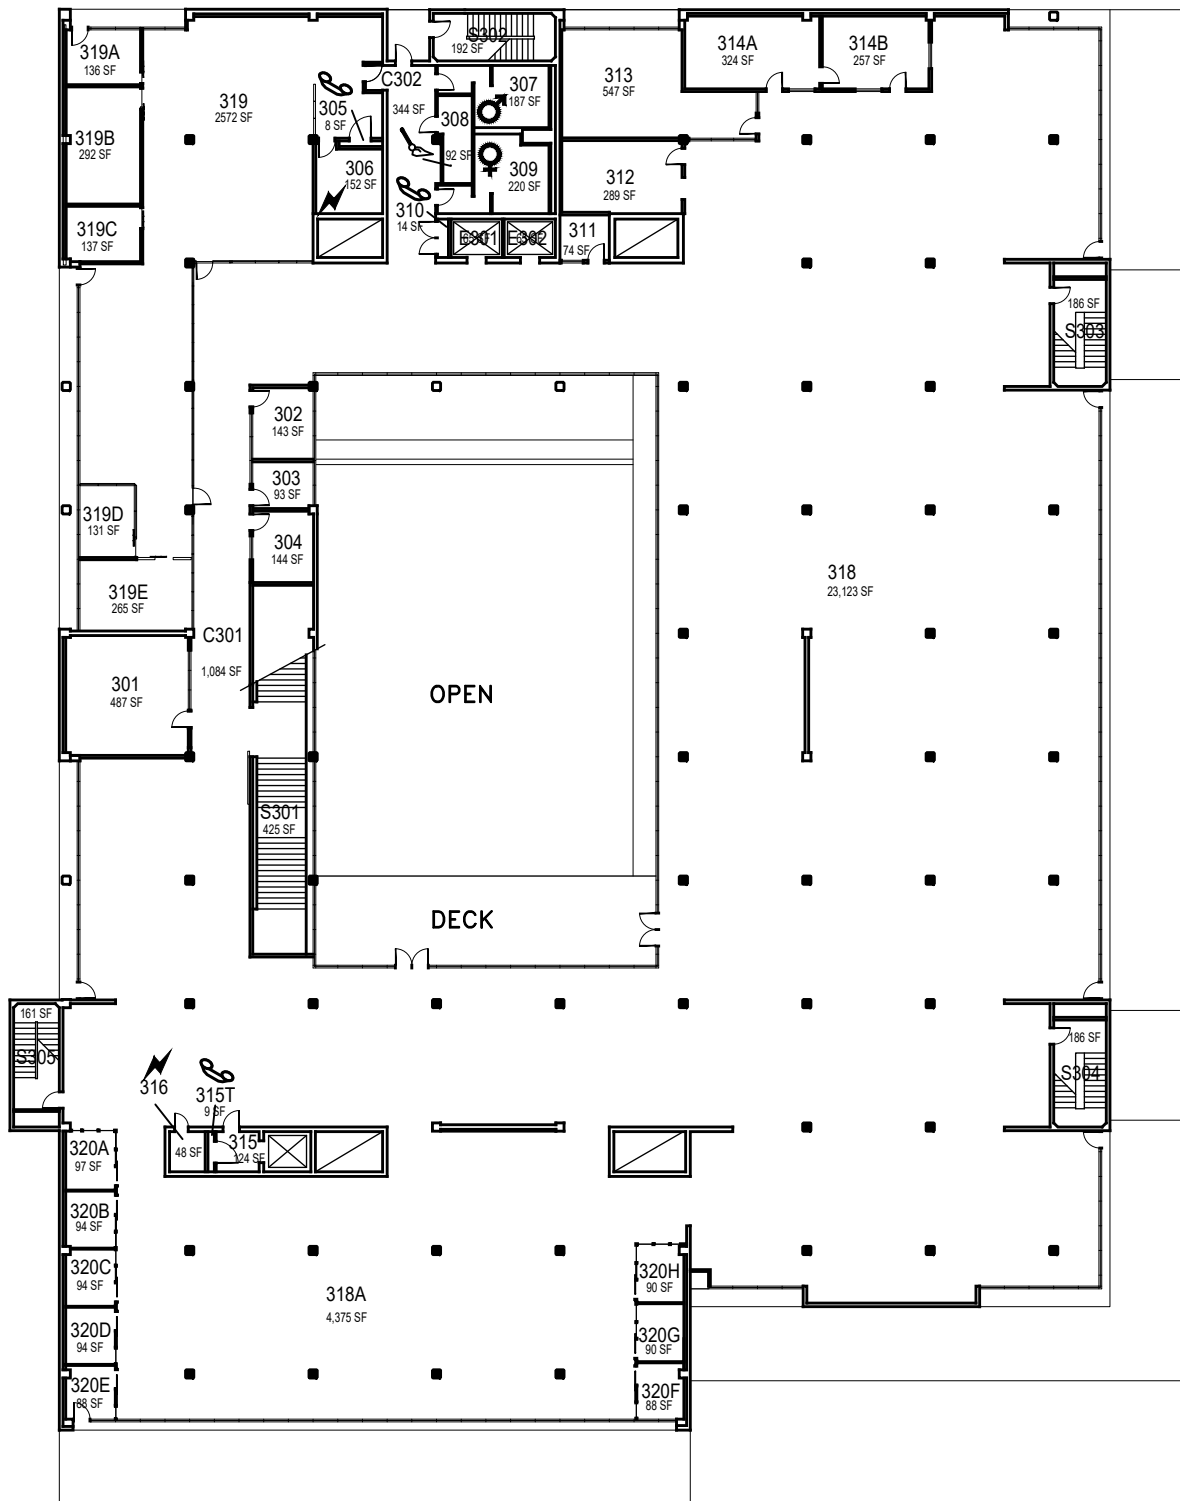 S302
192 SF
319A
136 SF
314A
324 SF
314B
257 SF
313
547 SF
C302
344 SF
307
187 SF
319
2572 SF
305
8 SF
308
92 SF
319B
292 SF
306
152 SF
309
220 SF
312
289 SF
310
14 SF
311
74 SF
319C
137 SF
E301
E302
186 SF
S303
302
143 SF
303
93 SF
319D
131 SF
304
144 SF
318
23,123 SF
319E
265 SF
C301
1,084 SF
301
487 SF
OPEN
S301
425 SF
DECK
161 SF
S305
186 SF
S304
316
48 SF
315T
9 SF
315
124 SF
320A
97 SF
320B
94 SF
320C
94 SF
320D
94 SF
320E
88 SF
318A
4,375 SF
320H
90 SF
320G
90 SF
320F
88 SF